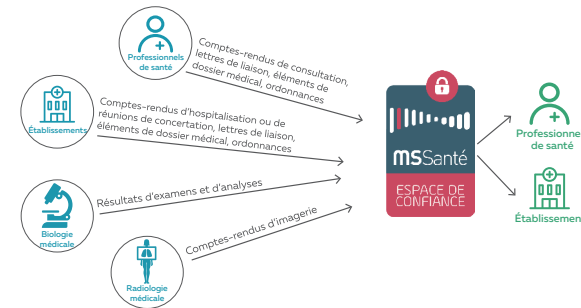 Professionnels
de santé
Comptes-rendus de consultation,
lettres de liaison, éléments de
dossier médical, ordonnances
Établissements
Comptes-rendus d'hospitalisation ou de
réunions de concertation, lettres de liaison,
éléments de dossier médical, ordonnances
Biologie
médicale
Résultats d'examens et d'analyses
Radiologie
médicale
Comptes-rendus d'imagerie
MSSanté
ESPACE DE
CONFIANCE
Professionne
de santé
Établissemen